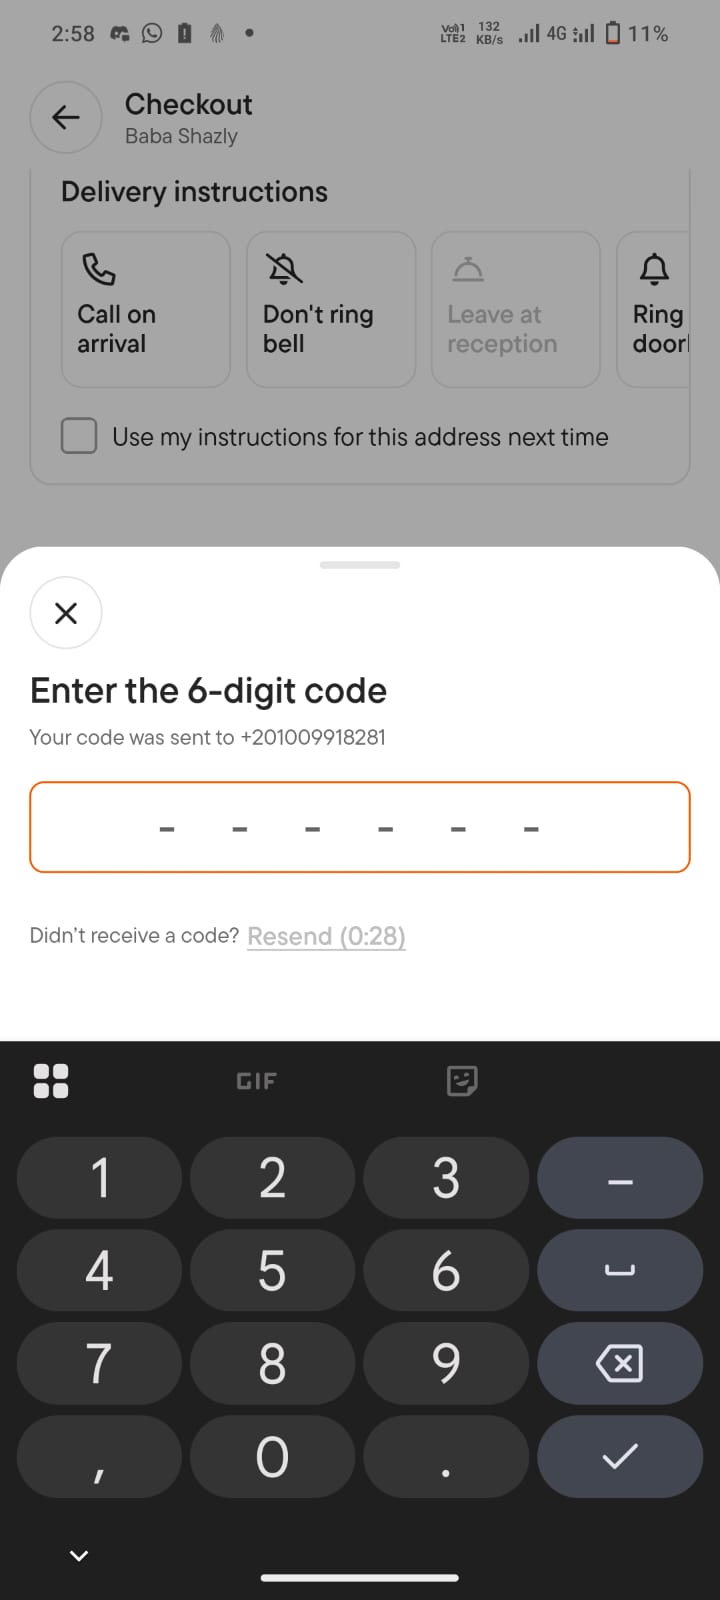 2:58
Vo))1 LTE2
132 KB/s
4G
11%
Checkout
Baba Shazly
Delivery instructions
Call on arrival
Don't ring bell
Leave at reception
Ring door
Use my instructions for this address next time
Enter the 6-digit code
Your code was sent to +201009918281
- - - - - -
Didn't receive a code? Resend (0:28)
GIF
1 2 3 –
4 5 6
7 8 9
, 0 .